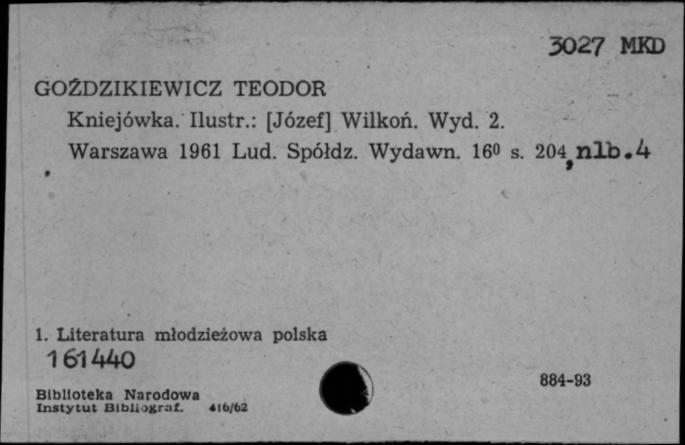 3027 MKD
GOŹDZIKIEWICZ TEODOR
Kniejówka. Ilustr.: [Józef] Wilkoń. Wyd. 2.
Warszawa 1961 Lud. Spółdz. Wydawn. 16⁰ s. 204, nlb.4
1. Literatura młodzieżowa polska
161440
884-93
Biblioteka Narodowa
Instytut Bibliograf. 416/62